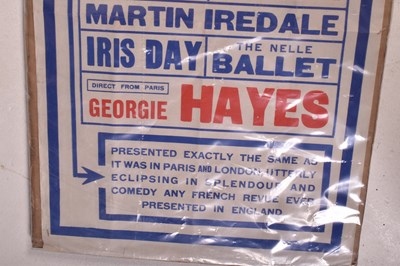 MARTIN IREDALE
IRIS DAY
THE NELLE
BALLET
DIRECT FROM PARIS
GEORGIE HAYES
PRESENTED EXACTLY THE SAME AS
IT WAS IN PARIS AND LONDON, UTTERLY
ECLIPSING IN SPLENDOUR AND
COMEDY ANY FRENCH REVUE EVER
PRESENTED IN ENGLAND.